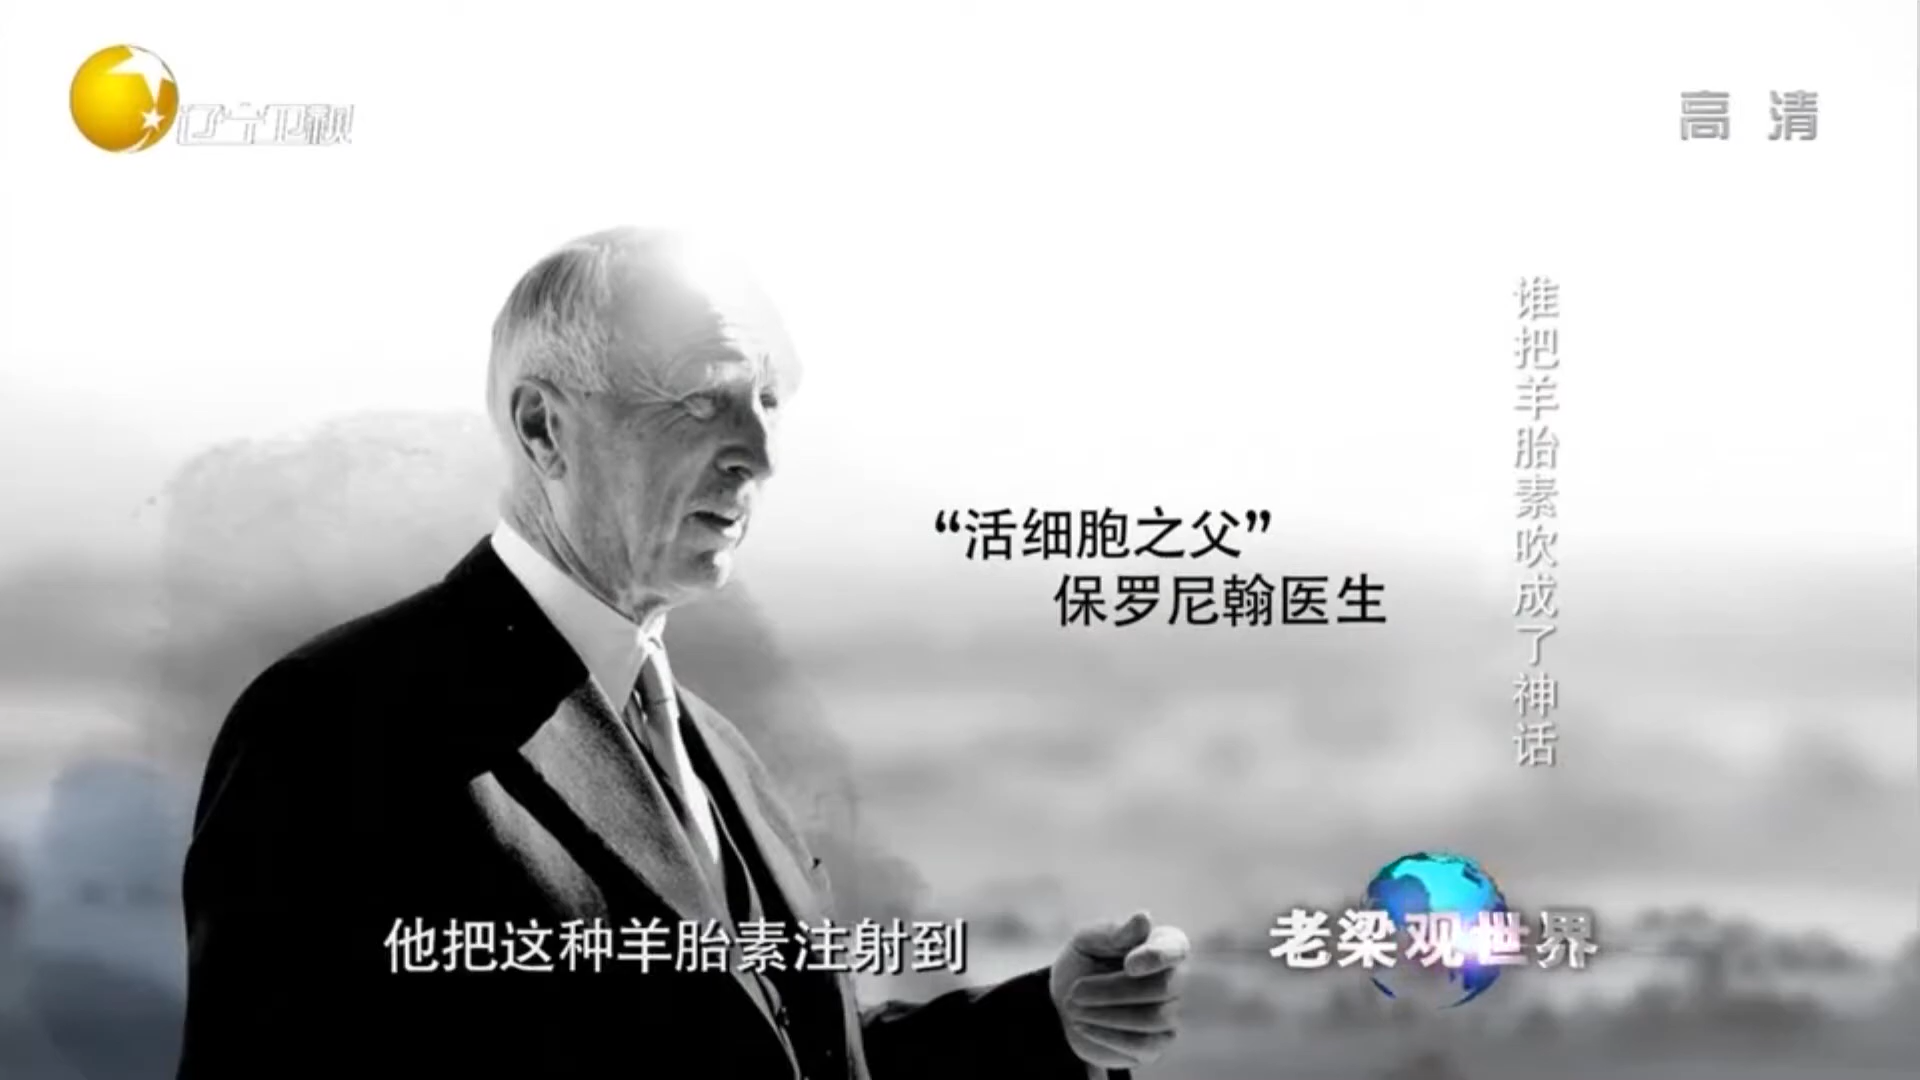 辽宁卫视
高清
谁把羊胎素吹成了神话
“活细胞之父”
保罗尼翰医生
他把这种羊胎素注射到
老梁观世界